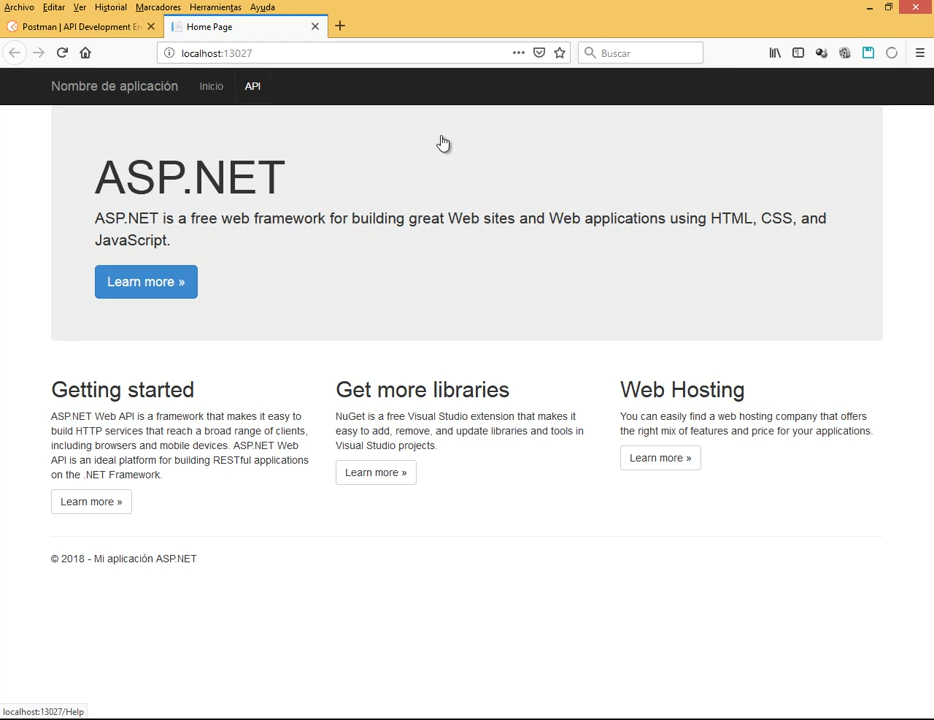 Archivo Editar Ver Historial Marcadores Herramientas Ayuda
Postman | API Development En
Home Page
localhost:13027
Buscar
Nombre de aplicación Inicio API
ASP.NET
ASP.NET is a free web framework for building great Web sites and Web applications using HTML, CSS, and
JavaScript.
Learn more »
Getting started
ASP.NET Web API is a framework that makes it easy to
build HTTP services that reach a broad range of clients,
including browsers and mobile devices. ASP.NET Web
API is an ideal platform for building RESTful applications
on the .NET Framework.
Learn more »
Get more libraries
NuGet is a free Visual Studio extension that makes it
easy to add, remove, and update libraries and tools in
Visual Studio projects.
Learn more »
Web Hosting
You can easily find a web hosting company that offers
the right mix of features and price for your applications.
Learn more »
© 2018 - Mi aplicación ASP.NET
localhost:13027/Help